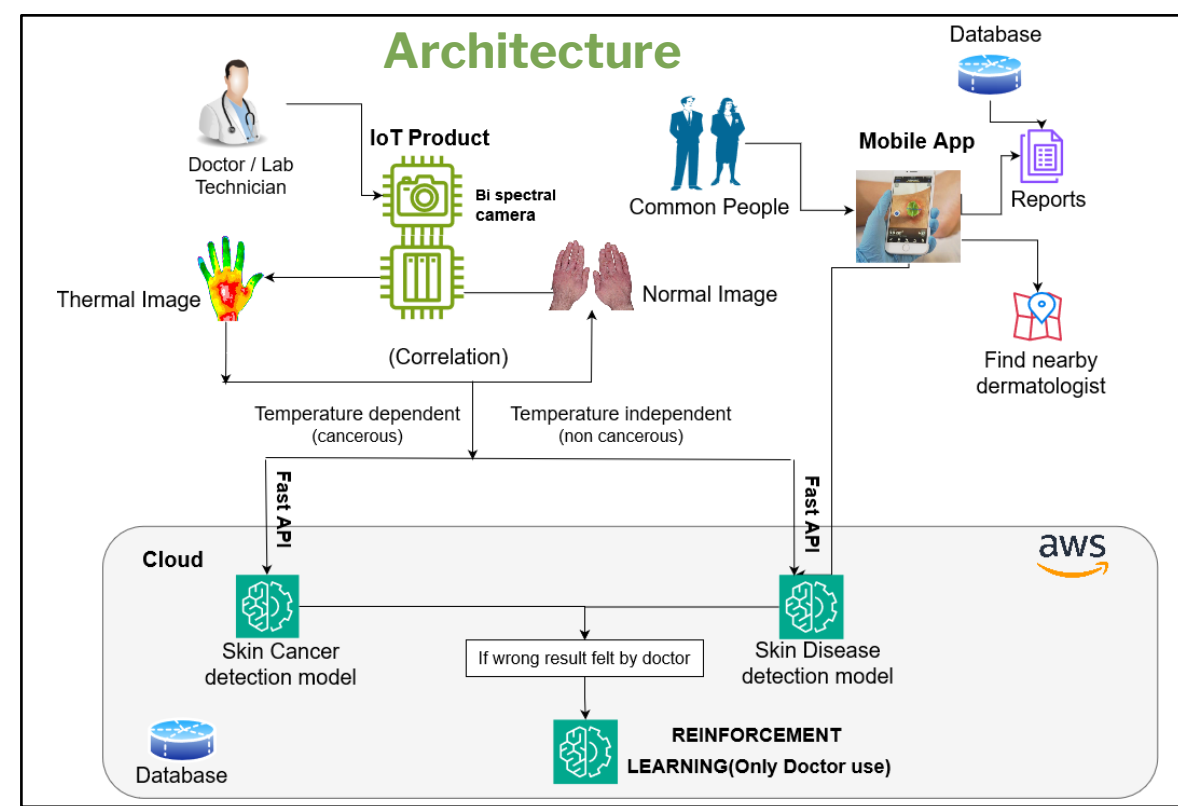 Architecture
Database
Doctor / Lab
Technician
IoT Product
Bi spectral
camera
Common People
Mobile App
Reports
Thermal Image
Normal Image
(Correlation)
Find nearby
dermatologist
Temperature dependent
(cancerous)
Temperature independent
(non cancerous)
Fast API
Fast API
Cloud
aws
Skin Cancer
detection model
If wrong result felt by doctor
Skin Disease
detection model
REINFORCEMENT
LEARNING(Only Doctor use)
Database